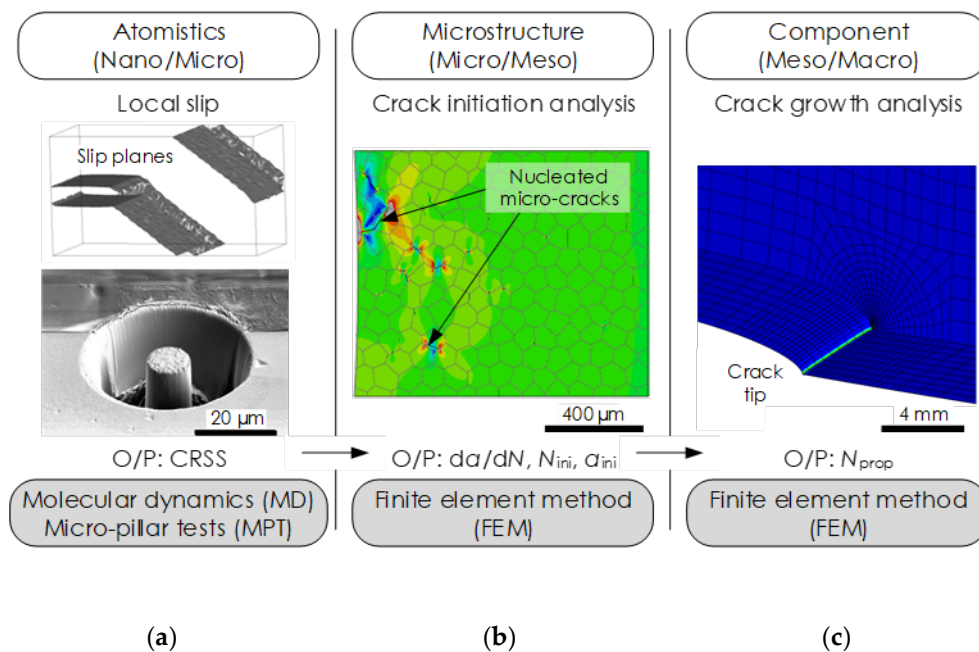 Atomistics
(Nano/Micro)
Local slip
Slip planes
20 µm
O/P: CRSS
Molecular dynamics (MD)
Micro-pillar tests (MPT)
(a)
Microstructure
(Micro/Meso)
Crack initiation analysis
Nucleated
micro-cracks
400 µm
O/P: da/dN, Nini, aini
Finite element method
(FEM)
(b)
Component
(Meso/Macro)
Crack growth analysis
Crack
tip
4 mm
O/P: Nprop
Finite element method
(FEM)
(c)